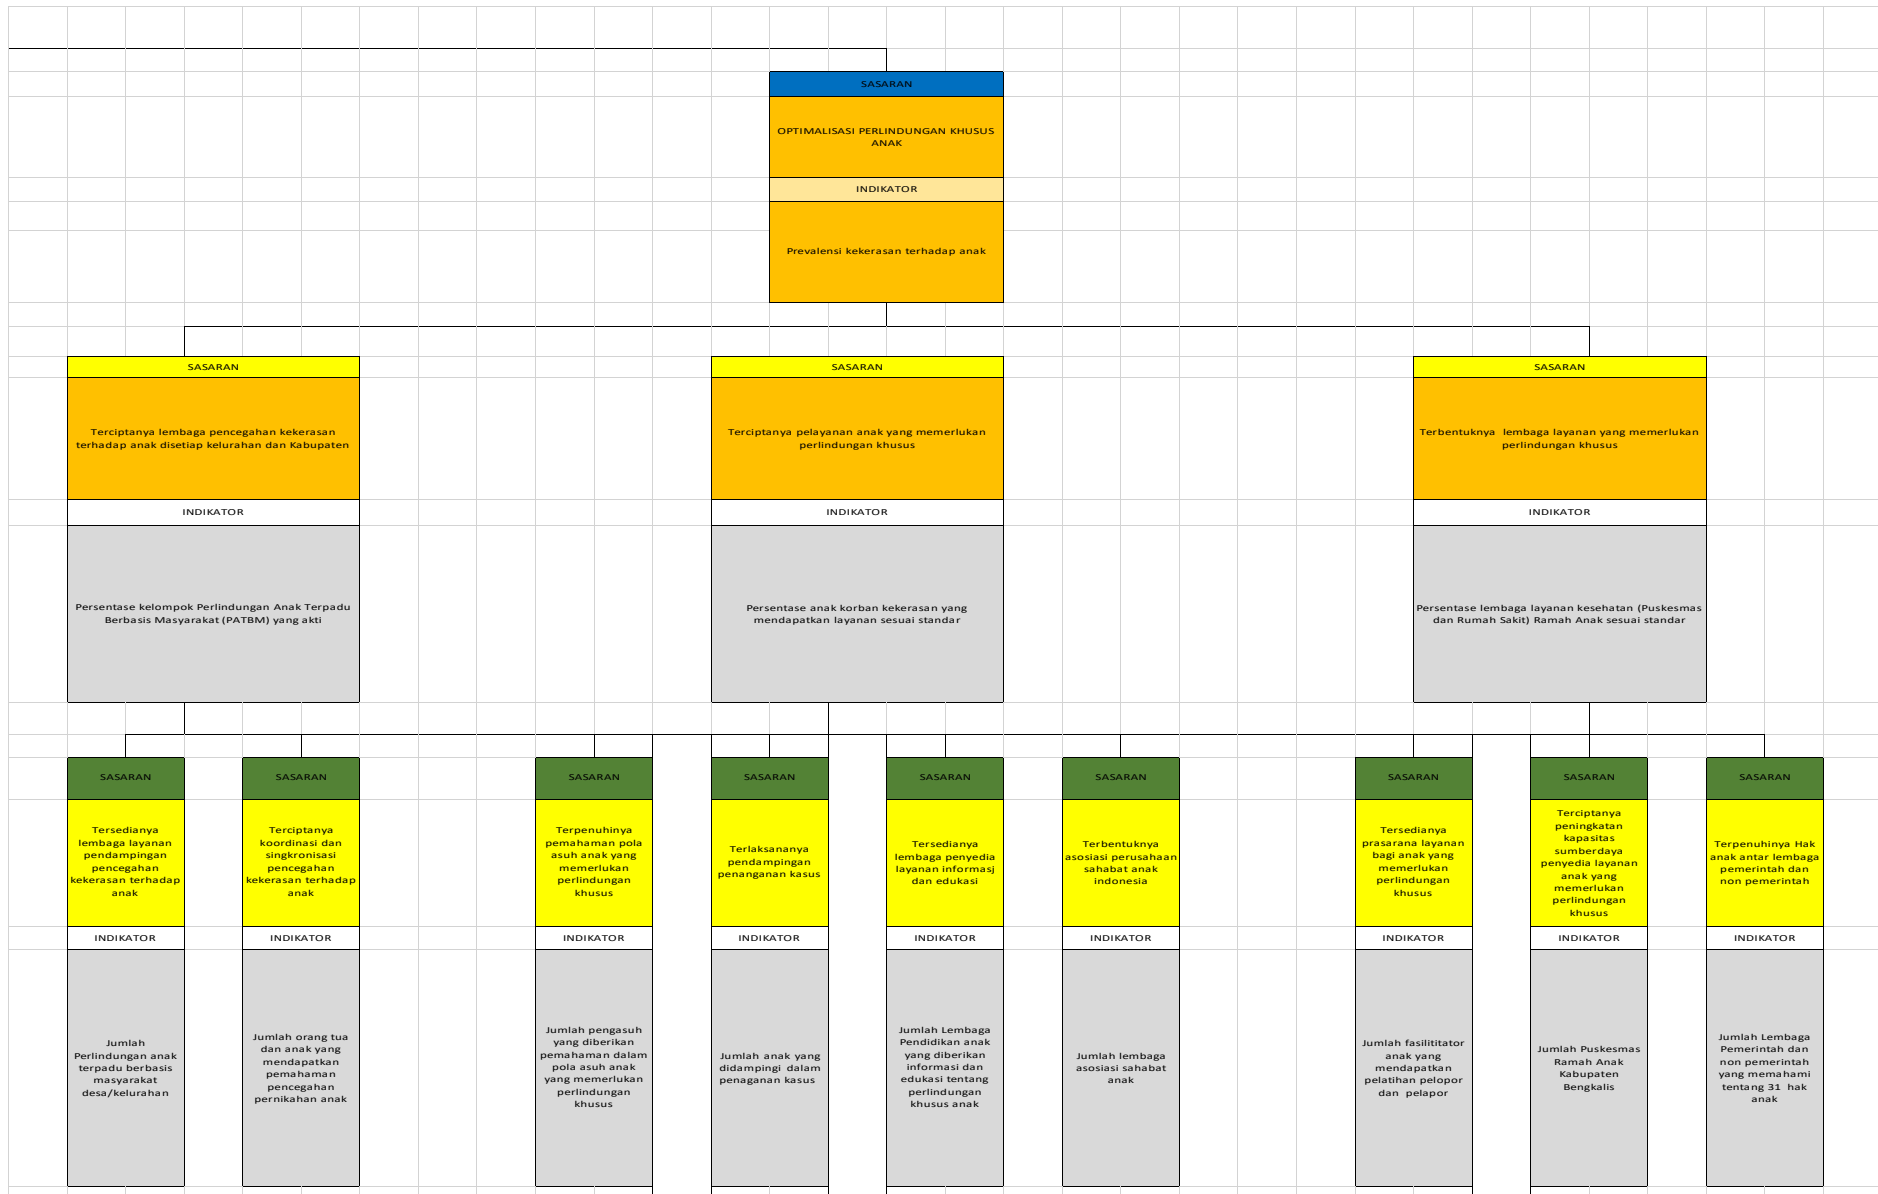 SASARAN
OPTIMALISASI PERLINDUNGAN KHUSUS
ANAK
INDIKATOR
Prevalensi kekerasan terhadap anak
SASARAN
Terciptanya lembaga pencegahan kekerasan
terhadap anak disetiap kelurahan dan Kabupaten
INDIKATOR
Persentase kelompok Perlindungan Anak Terpadu
Berbasis Masyarakat (PATBM) yang akti
SASARAN
Terciptanya pelayanan anak yang memerlukan
perlindungan khusus
INDIKATOR
Persentase anak korban kekerasan yang
mendapatkan layanan sesuai standar
SASARAN
Terbentuknya lembaga layanan yang memerlukan
perlindungan khusus
INDIKATOR
Persentase lembaga layanan kesehatan (Puskesmas
dan Rumah Sakit) Ramah Anak sesuai standar
SASARAN
Tersedianya
lembaga layanan
pendampingan
pencegahan
kekerasan terhadap
anak
INDIKATOR
Jumlah
Perlindungan anak
terpadu berbasis
masyarakat
desa/kelurahan
SASARAN
Terciptanya
koordinasi dan
singkronisasi
pincegahan
kekerasan terhadap
anak
INDIKATOR
Jumlah orang tua
dan anak yang
mendapatkan
pemahaman
pencegahan
pernikahan anak
SASARAN
Terpenuhinya
pemahaman pola
asuh anak yang
memerlukan
perlindungan
khusus
INDIKATOR
Jumlah pengasuh
yang diberikan
pemahaman dalam
pola asuh anak
yang memerlukan
perlindungan
khusus
SASARAN
Terlaksananya
pendampingan
penanganan kasus
INDIKATOR
Jumlah anak yang
didampingi dalam
penaganan kasus
SASARAN
Tersedianya
lembaga penyedia
layanan informasj
dan edukasi
INDIKATOR
Jumlah Lembaga
Pendidikan anak
yang diberikan
informasi dan
edukasi tentang
perlindungan
khusus anak
SASARAN
Terbentuknya
asosiasi perusahaan
sahabat anak
indonesia
INDIKATOR
Jumlah lembaga
asosiasi sahabat
anak
SASARAN
Tersedianya
prasarana layanan
bagi anak yang
memerlukan
perlindungan
khusus
INDIKATOR
Jumlah fasilititator
anak yang
mendapatkan
pelatihan pelopor
dan pelapor
SASARAN
Terciptanya
peningkatan
kapasitas
sumberdaya
penyedia layanan
anak yang
memerlukan
perlindungan
khusus
INDIKATOR
Jumlah Puskesmas
Ramah Anak
Kabupaten
Bengkalis
SASARAN
Terpenuhinya Hak
anak antar lembaga
pemerintah dan
non pemerintah
INDIKATOR
Jumlah Lembaga
Pemerintah dan
non pemerintah
yang memahami
tentang 31 hak
anak